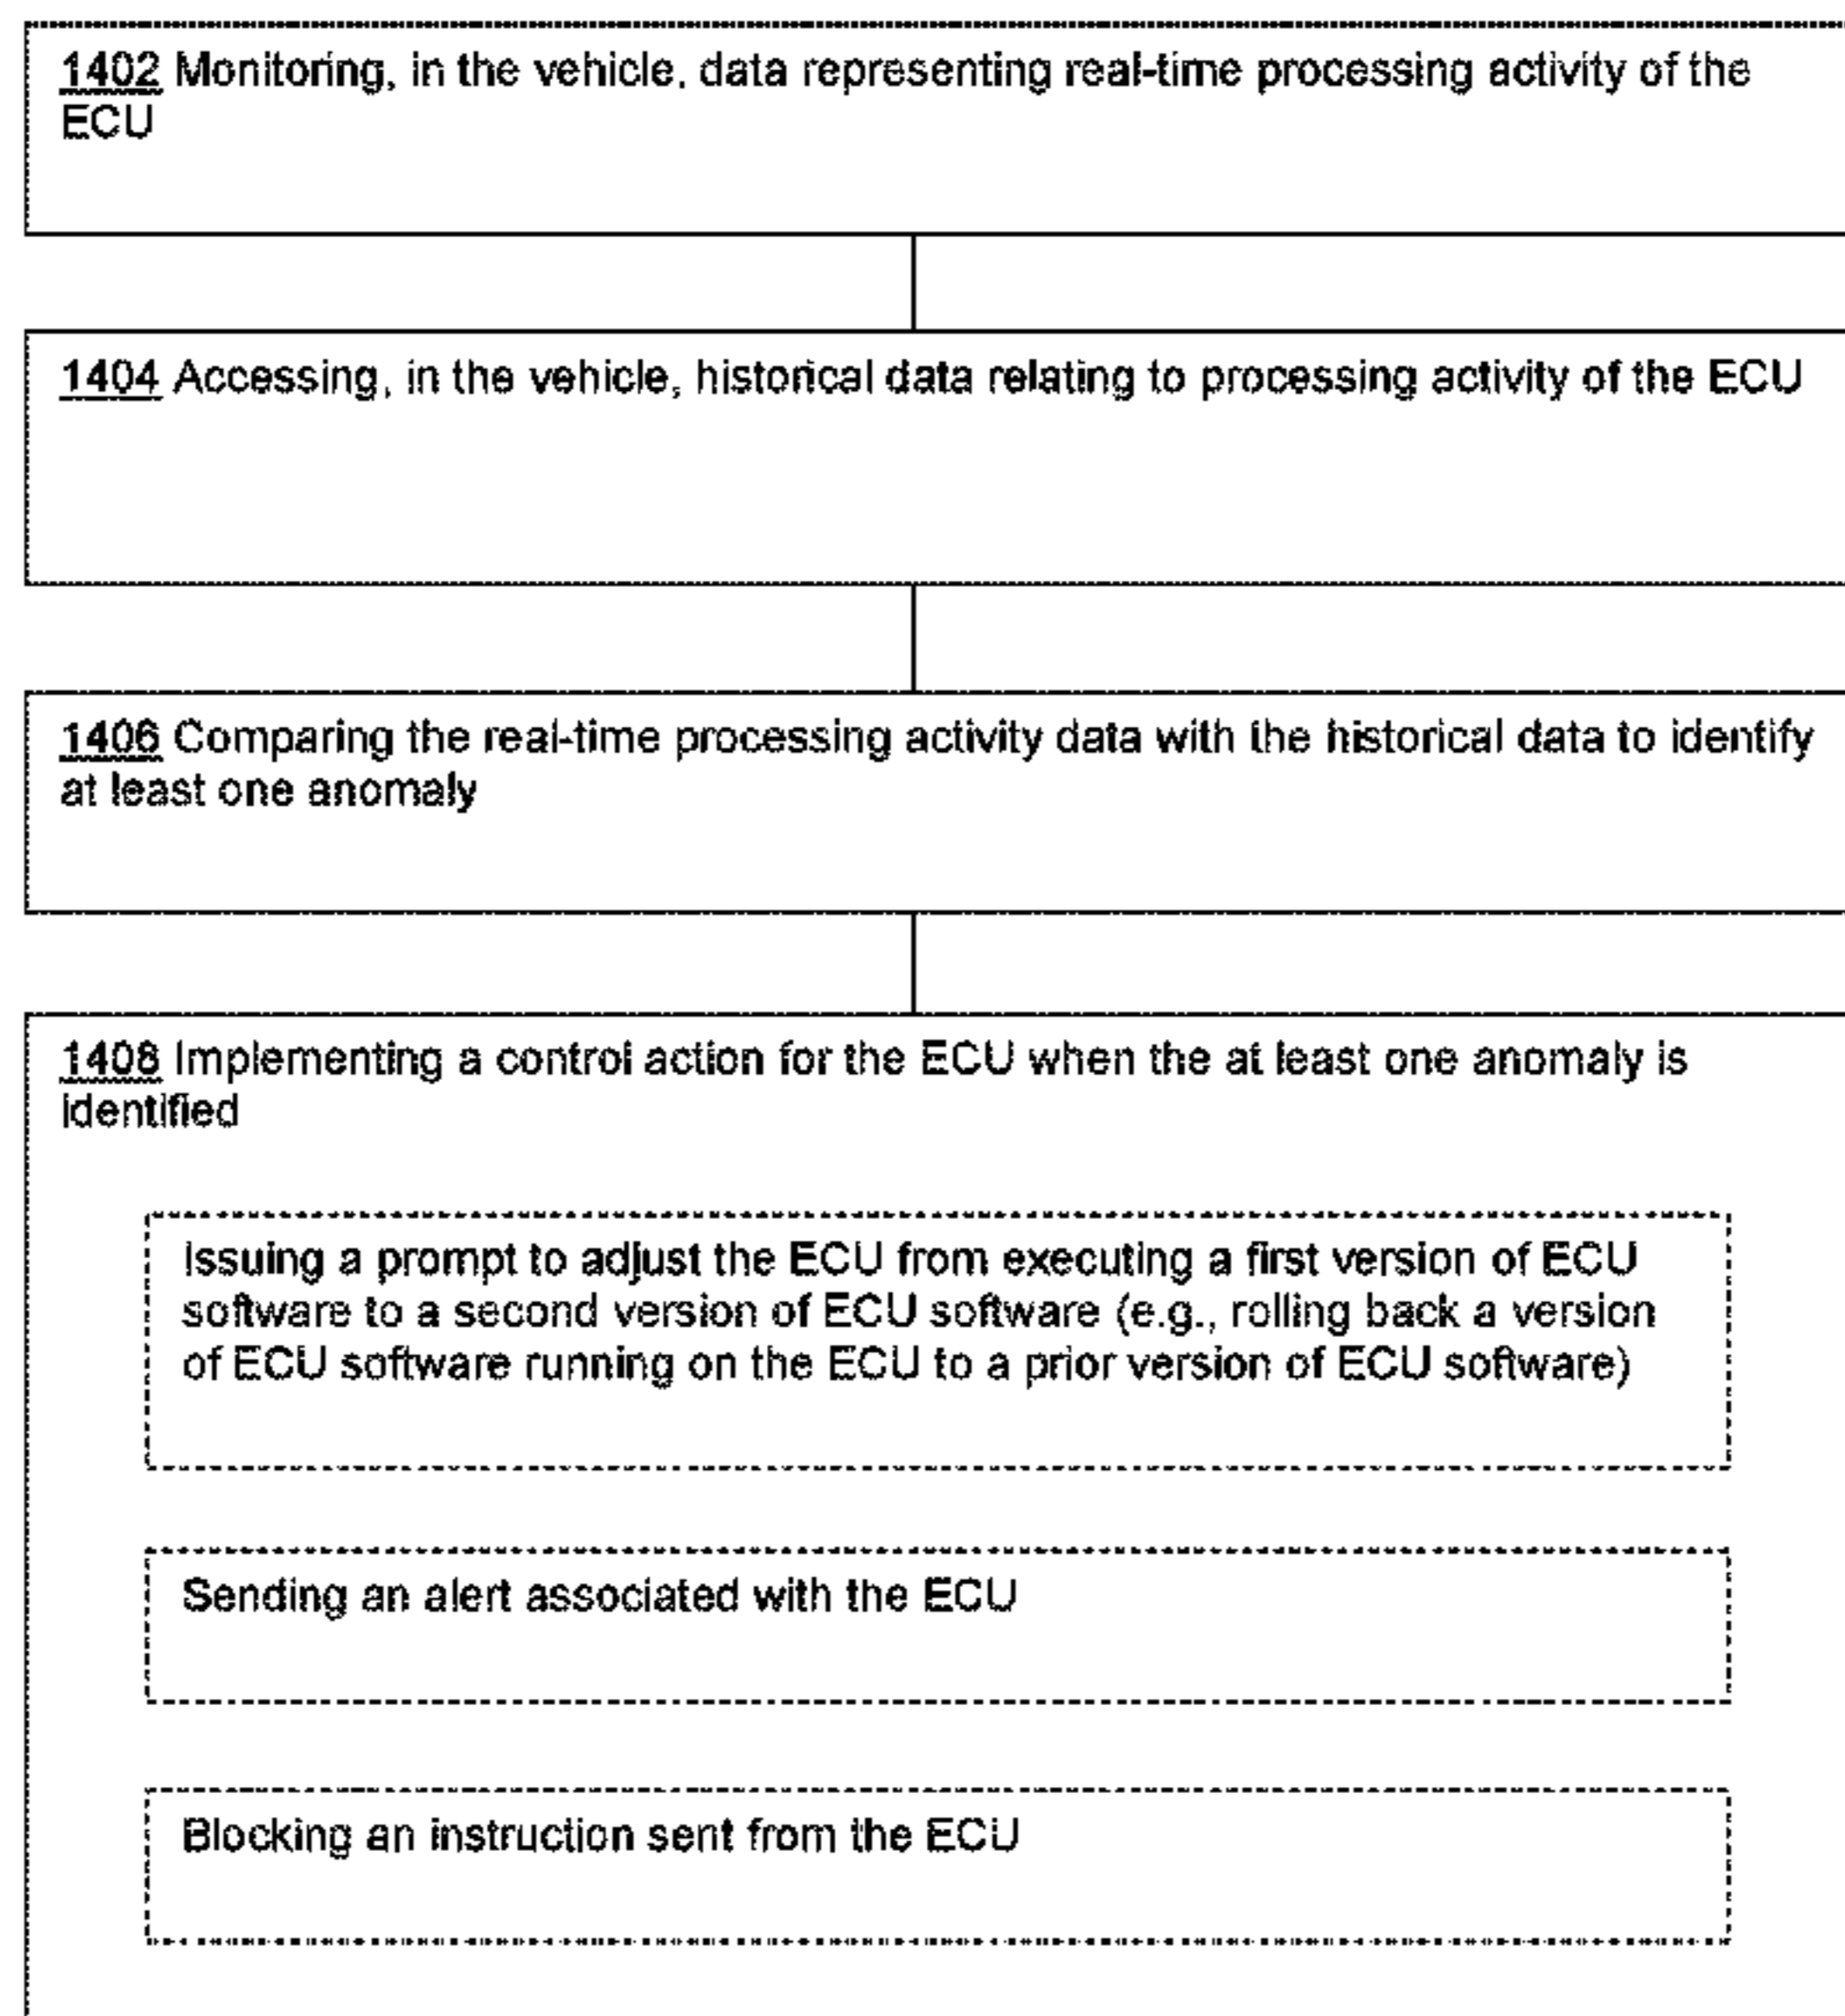 1402 Monitoring, in the vehicle, data representing real-time processing activity of the
ECU
1404 Accessing, in the vehicle, historical data relating to processing activity of the ECU
1406 Comparing the real-time processing activity data with the historical data to identify
at least one anomaly
1408 Implementing a control action for the ECU when the at least one anomaly is
identified
Issuing a prompt to adjust the ECU from executing a first version of ECU
software to a second version of ECU software (e.g., rolling back a version
of ECU software running on the ECU to a prior version of ECU software)
Sending an alert associated with the ECU
Blocking an instruction sent from the ECU